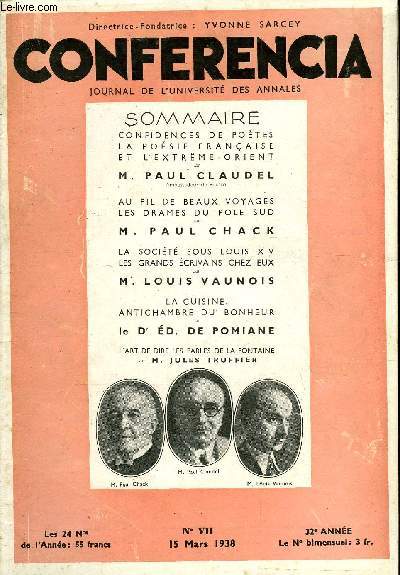 LLivre.com
Directrice-Fondatrice : YVONNE SARCEY
CONFERENCIA
JOURNAL DE L'UNIVERSITÉ DES ANNALES
SOMMAIRE
CONFIDENCES DE POÈTES
LA POÉSIE FRANÇAISE
ET L'EXTRÊME-ORIENT
M. PAUL CLAUDEL
AU FIL DE BEAUX VOYAGES
LES DRAMES DU POLE SUD
M. PAUL CHACK
LA SOCIÉTÉ SOUS LOUIS XIV
LES GRANDS ÉCRIVAINS CHEZ EUX
Mr. LOUIS VAUNOIS
LA CUISINE,
ANTICHAMBRE DU BONHEUR
le Dr ÉD. DE POMIANE
L'ART DE DIRE LES FABLES DE LA FONTAINE
M. JULES TRUFFIER
M. Paul Chack
M. Paul Claudel
M. Louis Vaunois
Les 24 Nos
de l'Année : 55 francs
No VII
15 Mars 1938
32e ANNÉE
Le No bimensuel : 3 fr.